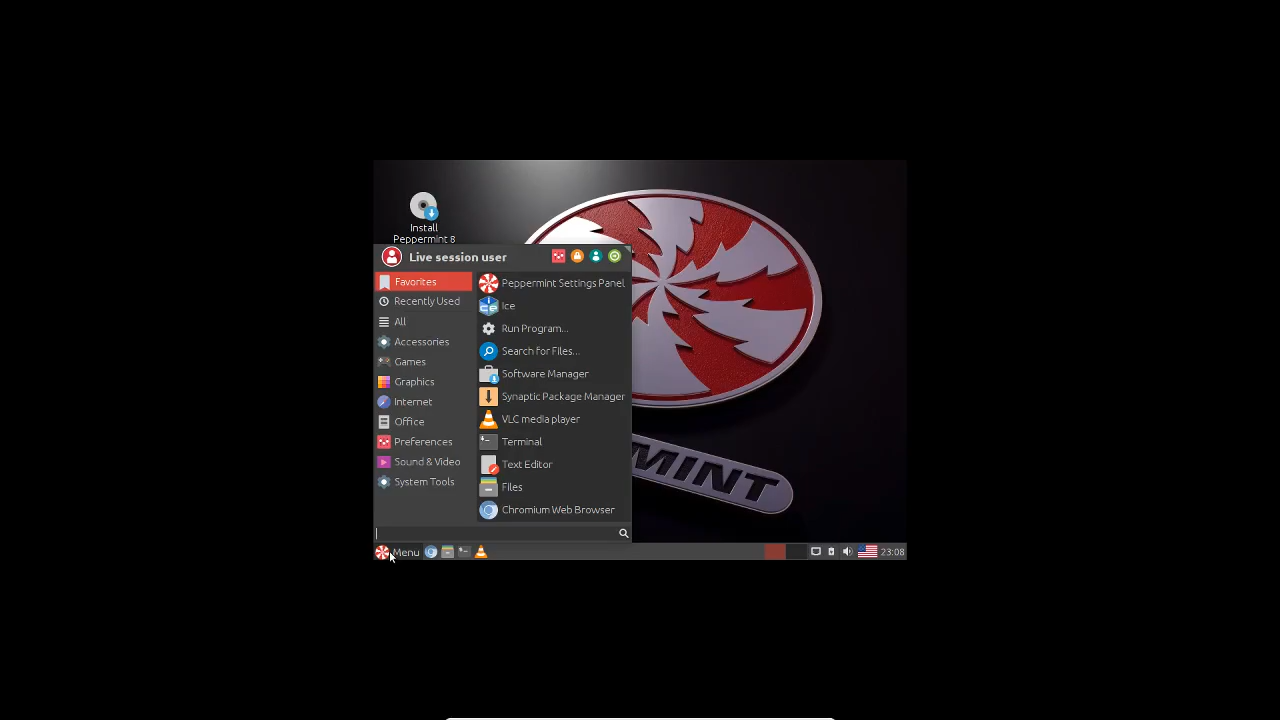 Install
Peppermint 8
Live session user
Favorites
Recently Used
All
Accessories
Games
Graphics
Internet
Office
Preferences
Sound & Video
System Tools
Peppermint Settings Panel
Ice
Run Program...
Search for Files...
Software Manager
Synaptic Package Manager
VLC media player
Terminal
Text Editor
Files
Chromium Web Browser
MINT
Menu
23:08